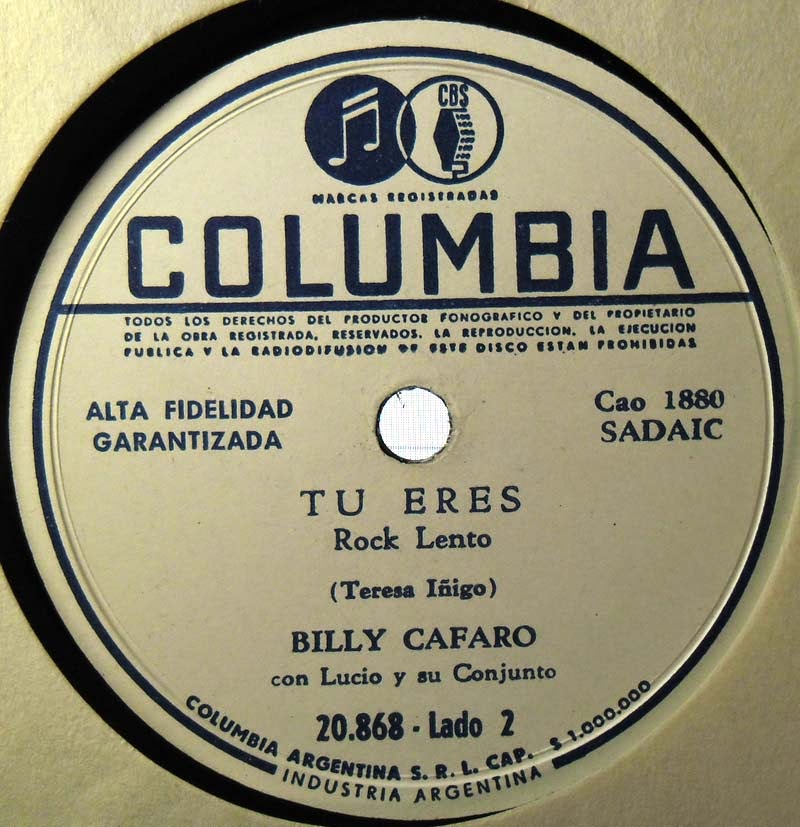 CBS
MARCAS REGISTRADAS
COLUMBIA
TODOS LOS DERECHOS DEL PRODUCTOR FONOGRAFICO Y DEL PROPIETARIO
DE LA OBRA REGISTRADA, RESERVADOS. LA REPRODUCCION, LA EJECUCION
PUBLICA Y LA RADIODIFUSION DE ESTE DISCO ESTAN PROHIBIDAS
ALTA FIDELIDAD
GARANTIZADA
Cao 1880
SADAIC
TU ERES
Rock Lento
(Teresa Iñigo)
BILLY CAFARO
con Lucio y su Conjunto
20.868 - Lado 2
COLUMBIA ARGENTINA S. R. L. CAP. $ 1.000.000
INDUSTRIA ARGENTINA